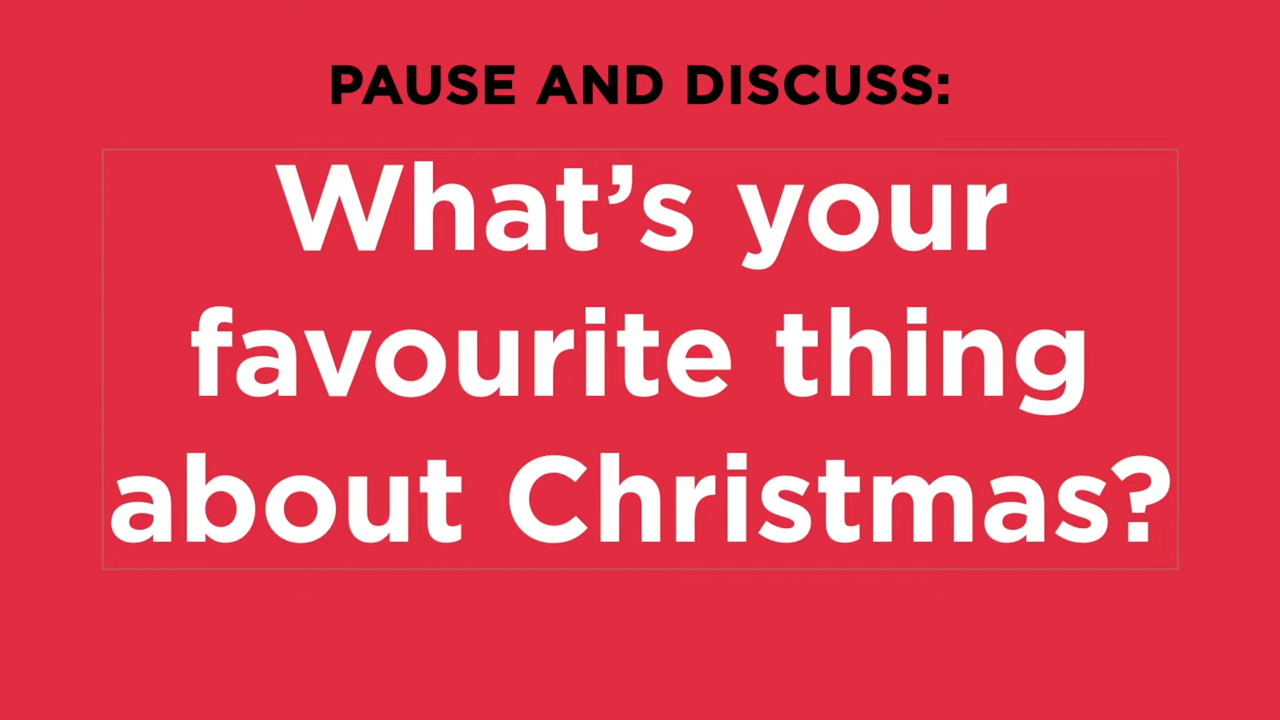 PAUSE AND DISCUSS:
What’s your
favourite thing
about Christmas?